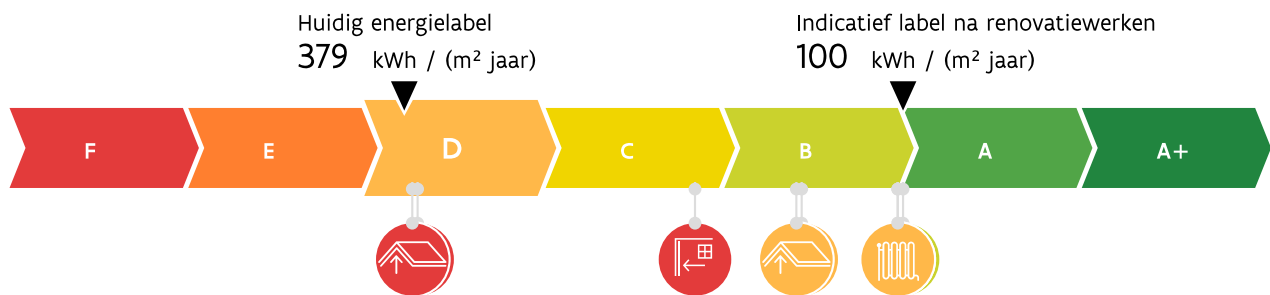 Huidig energielabel
379 kWh / (m² jaar)
Indicatief label na renovatiewerken
100 kWh / (m² jaar)
F E D C B A A+